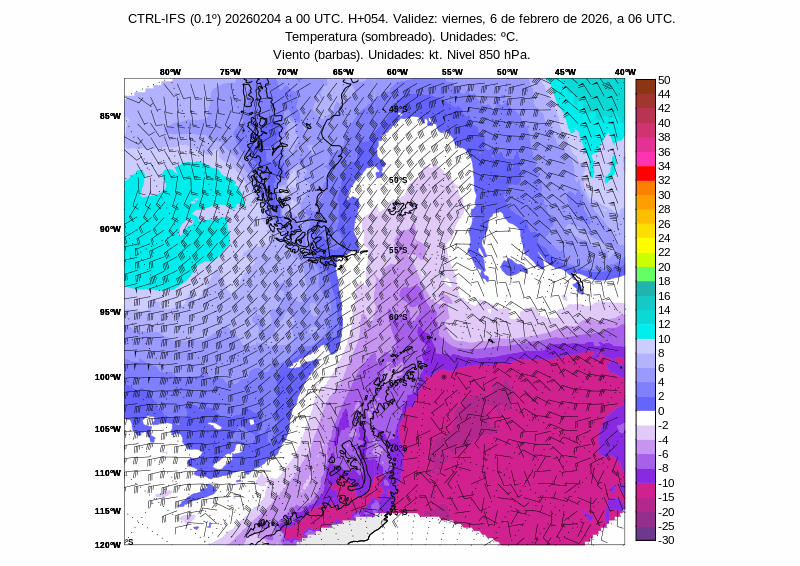 CTRL-IFS (0.1º) 20260204 a 00 UTC. H+054. Validez: viernes, 6 de febrero de 2026, a 06 UTC.
Temperatura (sombreado). Unidades: ºC.
Viento (barbas). Unidades: kt. Nivel 850 hPa.
80°W 75°W 70°W 65°W 60°W 55°W 50°W 45°W 40°W
50
45°S
44
85°W
42
40
38
36
34
50°S
32
30
28
90°W
26
24
55°S
22
20
18
16
95°W
60°S
14
12
10
8
6
100°W
65°S
4
2
0
105°W
-2
-4
70°S
-6
110°W
-8
-10
-15
115°W
75°S
-20
-25
-30
120°W
°S